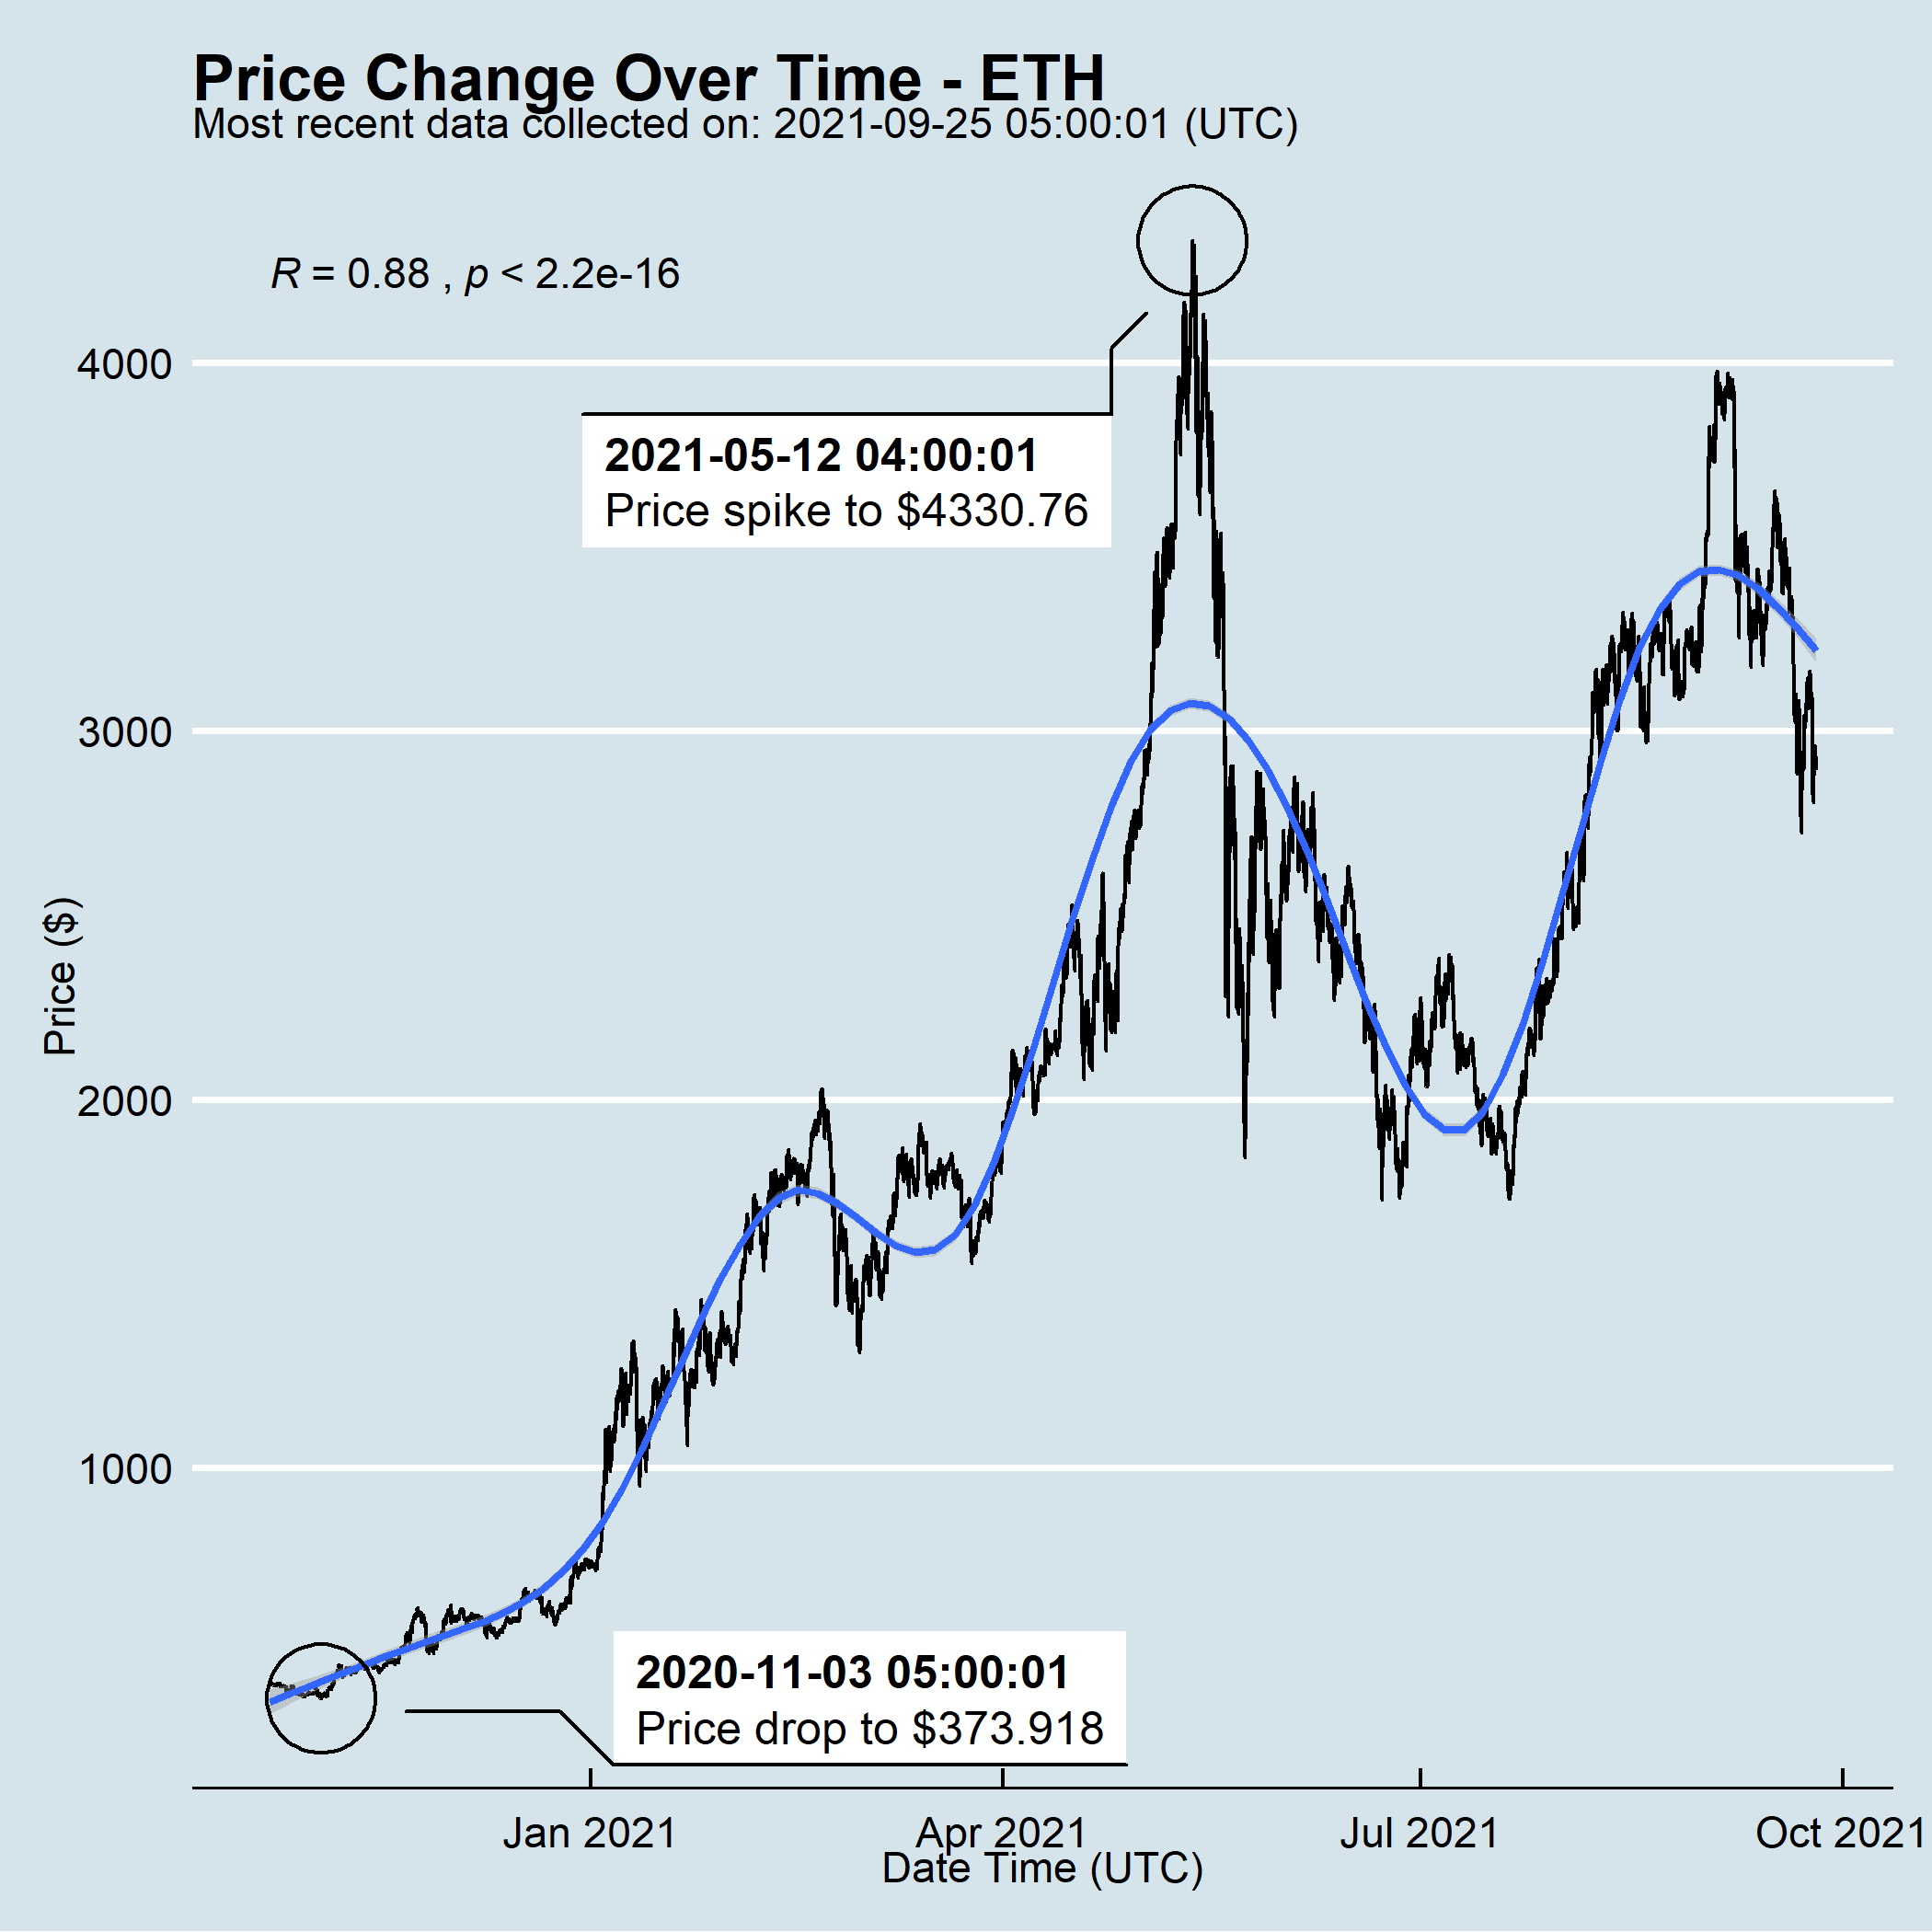 Price Change Over Time - ETH
Most recent data collected on: 2021-09-25 05:00:01 (UTC)
R = 0.88 , p < 2.2e-16
4000
2021-05-12 04:00:01
Price spike to $4330.76
3000
Price ($)
2000
1000
2020-11-03 05:00:01
Price drop to $373.918
Jan 2021
Apr 2021
Jul 2021
Oct 2021
Date Time (UTC)